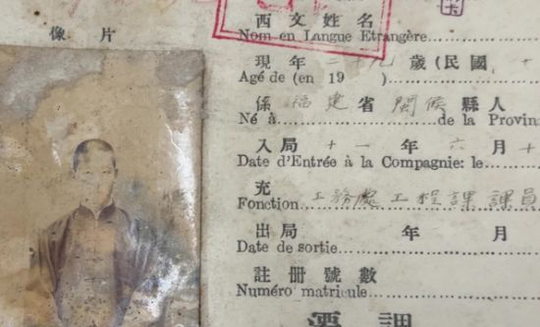 像片
西文姓名
Nom en Langue Etrangère
現年二十九歲(民國十
Agé de (en 19 )
係福建省閩侯縣人
Né à de la Provin
入局十一年六月十
Date d'Entrée à la Compagnie: le
充工務處工程課課員
Fonction
出局 年 月
Date de sortie
註册號數
Numéro matricule